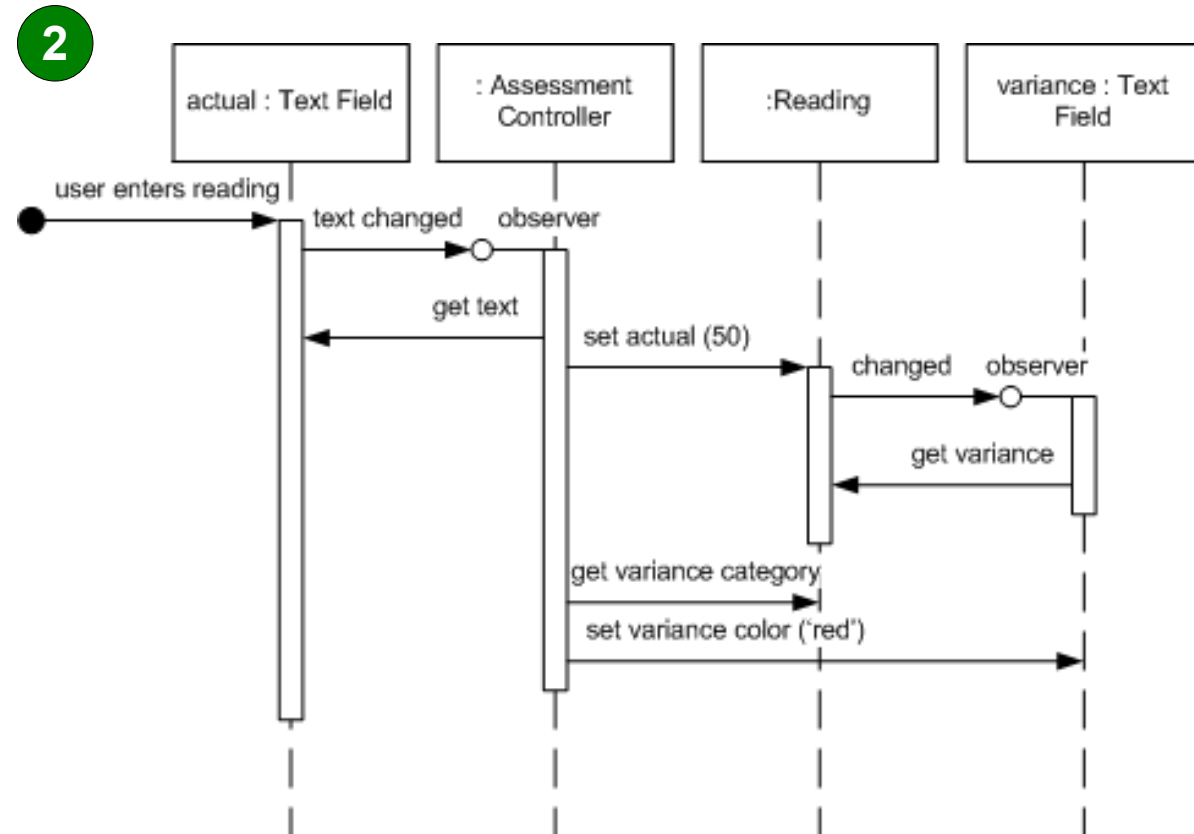 2
actual : Text Field
: Assessment
Controller
:Reading
variance : Text
Field
user enters reading
text changed
observer
get text
set actual (50)
changed
observer
get variance
get variance category
set variance color (‘red’)